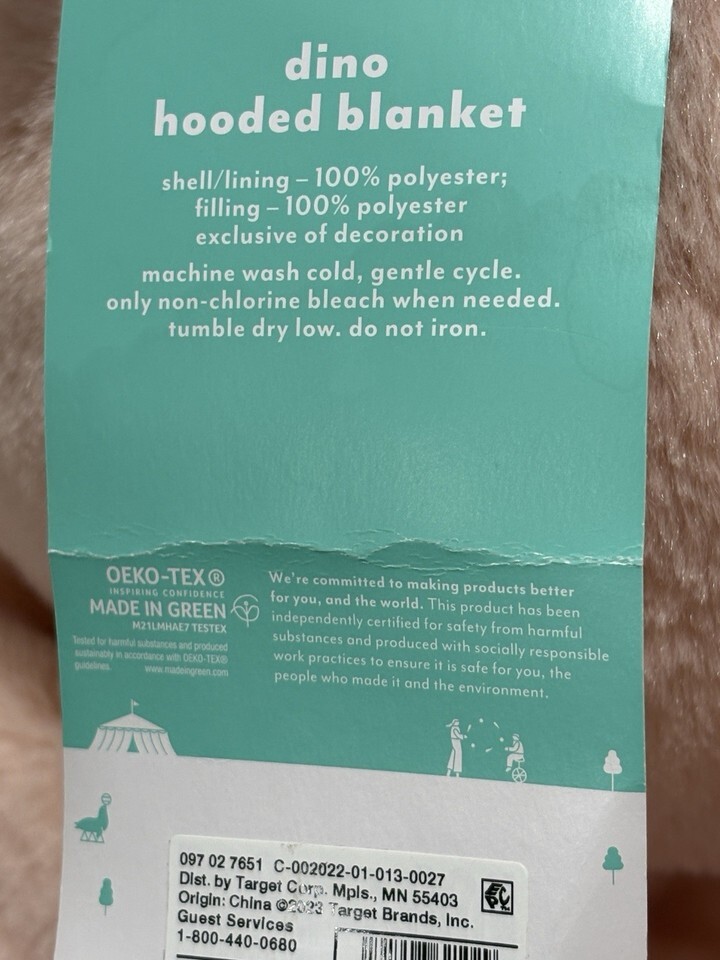 dino
hooded blanket
shell/lining – 100% polyester;
filling – 100% polyester
exclusive of decoration
machine wash cold, gentle cycle.
only non-chlorine bleach when needed.
tumble dry low. do not iron.
OEKO-TEX®
INSPIRING CONFIDENCE
MADE IN GREEN
M21LMHAE7 TESTEX
Tested for harmful substances and produced
sustainably in accordance with OEKO-TEX®
guidelines. www.madeingreen.com
We're committed to making products better
for you, and the world. This product has been
independently certified for safety from harmful
substances and produced with socially responsible
work practices to ensure it is safe for you, the
people who made it and the environment.
097 02 7651 C-002022-01-013-0027
Dist. by Target Corp. Mpls., MN 55403
Origin: China ©2023 Target Brands, Inc.
Guest Services
1-800-440-0680